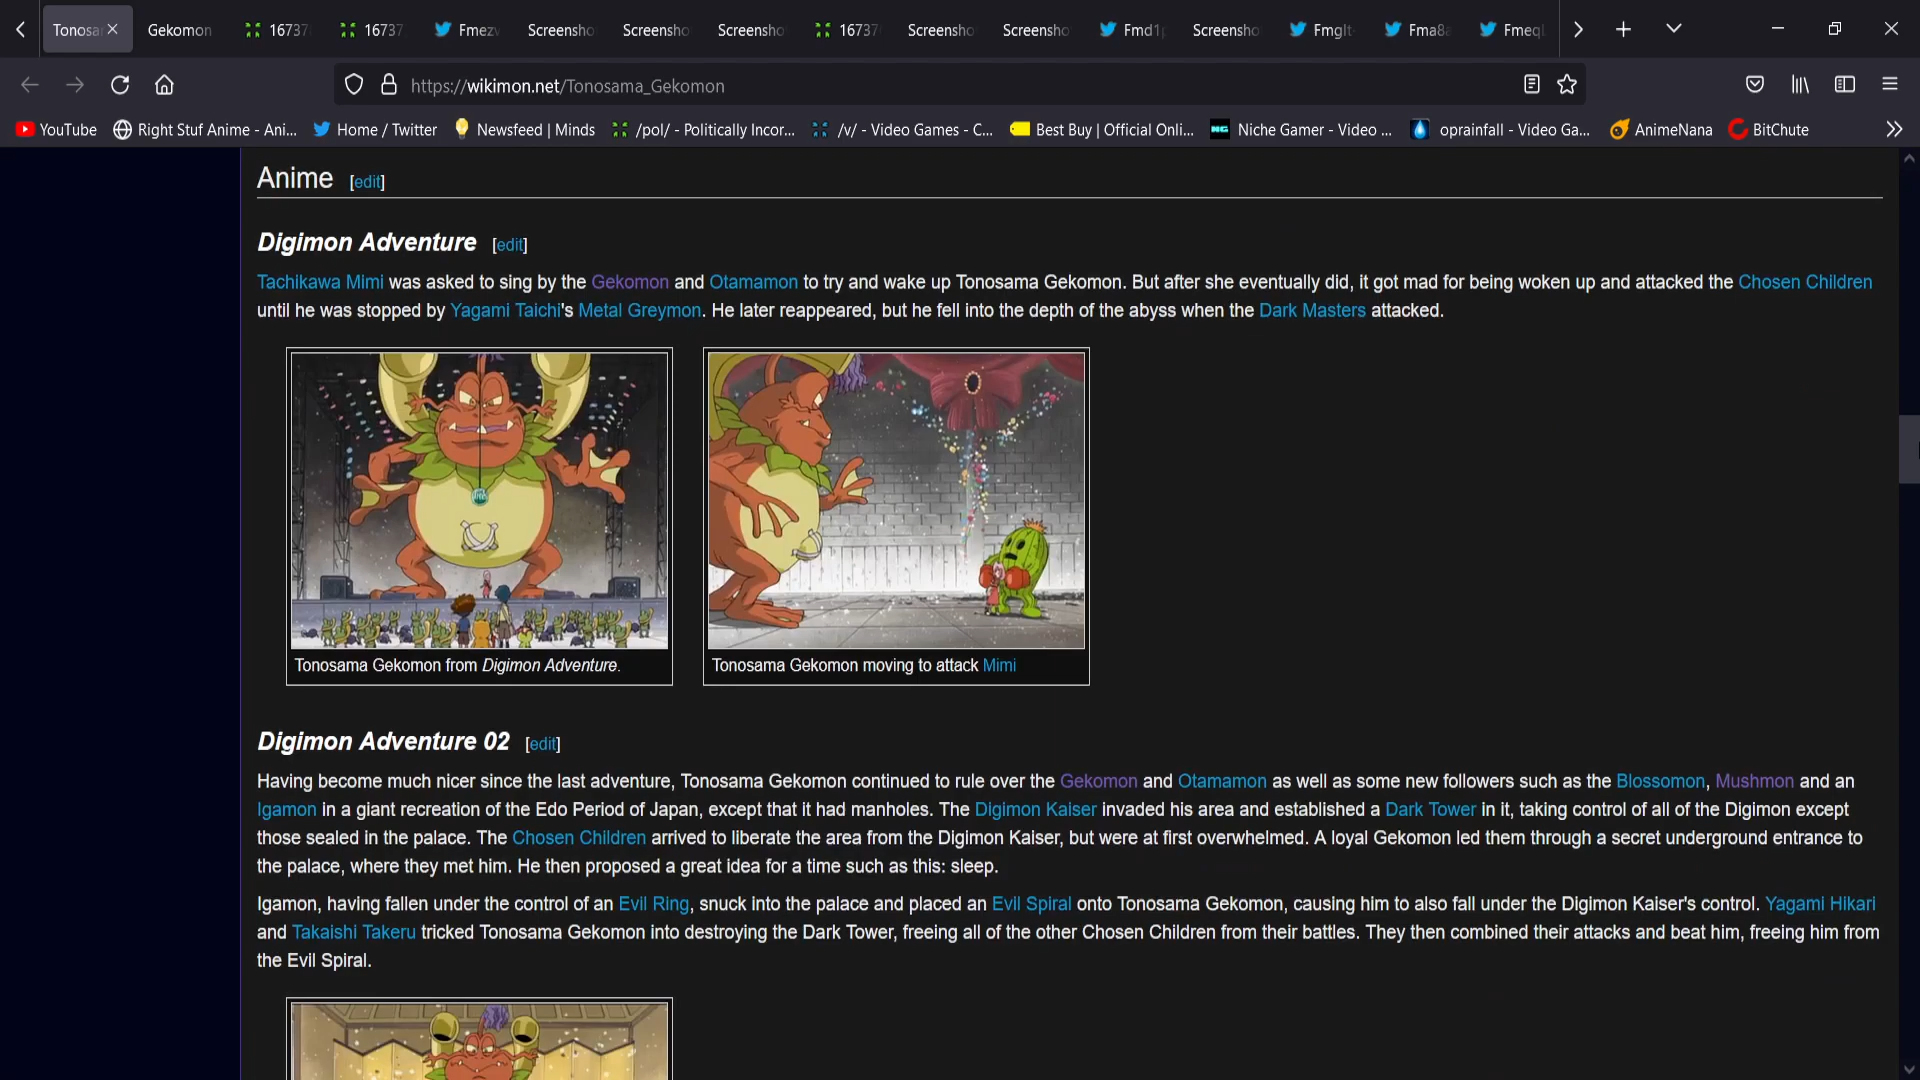 Tonosa Gekomon 16737 16737 Fmezv Screensho Screensho Screensho 16737 Screensho Screensho Fmd1p Screensho Fmglt Fma8a Fmeql
https://wikimon.net/Tonosama_Gekomon
YouTube Right Stuf Anime - Ani... Home / Twitter Newsfeed | Minds /pol/ - Politically Incor... /v/ - Video Games - C... Best Buy | Official Onli... NG Niche Gamer - Video ... oprainfall - Video Ga... AnimeNana BitChute
Anime [edit]
Digimon Adventure [edit]
Tachikawa Mimi was asked to sing by the Gekomon and Otamamon to try and wake up Tonosama Gekomon. But after she eventually did, it got mad for being woken up and attacked the Chosen Children
until he was stopped by Yagami Taichi's Metal Greymon. He later reappeared, but he fell into the depth of the abyss when the Dark Masters attacked.
Tonosama Gekomon from Digimon Adventure.
Tonosama Gekomon moving to attack Mimi
Digimon Adventure 02 [edit]
Having become much nicer since the last adventure, Tonosama Gekomon continued to rule over the Gekomon and Otamamon as well as some new followers such as the Blossomon, Mushmon and an
Igamon in a giant recreation of the Edo Period of Japan, except that it had manholes. The Digimon Kaiser invaded his area and established a Dark Tower in it, taking control of all of the Digimon except
those sealed in the palace. The Chosen Children arrived to liberate the area from the Digimon Kaiser, but were at first overwhelmed. A loyal Gekomon led them through a secret underground entrance to
the palace, where they met him. He then proposed a great idea for a time such as this: sleep.
Igamon, having fallen under the control of an Evil Ring, snuck into the palace and placed an Evil Spiral onto Tonosama Gekomon, causing him to also fall under the Digimon Kaiser's control. Yagami Hikari
and Takaishi Takeru tricked Tonosama Gekomon into destroying the Dark Tower, freeing all of the other Chosen Children from their battles. They then combined their attacks and beat him, freeing him from
the Evil Spiral.